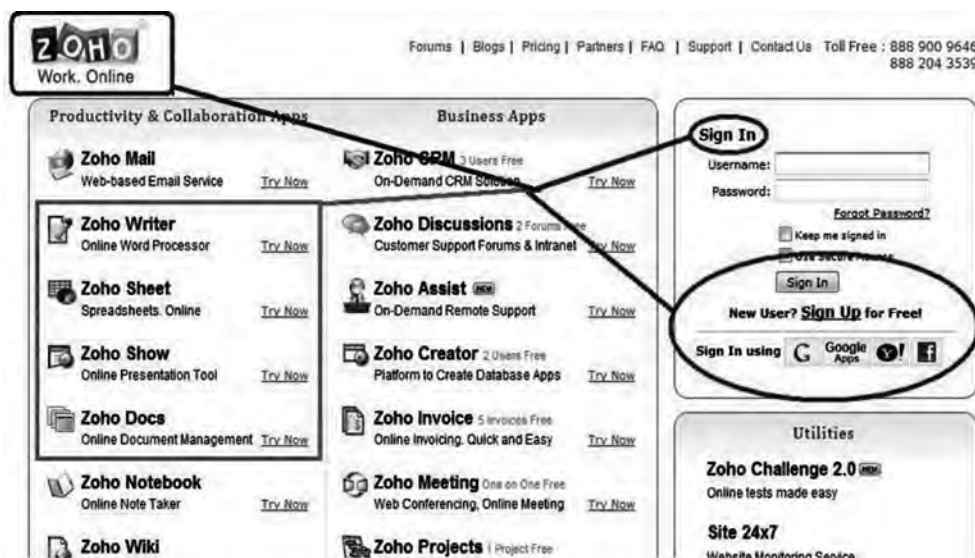 ZOHO
Work. Online
Forums | Blogs | Pricing | Partners | FAQ | Support | Contact Us Toll Free : 888 900 9646
888 204 3539
Productivity & Collaboration Apps
Zoho Mail
Web-based Email Service Try Now
Zoho Writer
Online Word Processor Try Now
Zoho Sheet
Spreadsheets. Online Try Now
Zoho Show
Online Presentation Tool Try Now
Zoho Docs
Online Document Management Try Now
Zoho Notebook
Online Note Taker Try Now
Zoho Wiki
Business Apps
Zoho CRM 3 Users Free
On-Demand CRM Solution Try Now
Zoho Discussions 2 Forums Free
Customer Support Forums & Intranet Try Now
Zoho Assist NEW
On-Demand Remote Support Try Now
Zoho Creator 2 Users Free
Platform to Create Database Apps Try Now
Zoho Invoice 5 Invoices Free
Online Invoicing. Quick and Easy Try Now
Zoho Meeting One on One Free
Web Conferencing, Online Meeting Try Now
Zoho Projects 1 Project Free
Sign In
Username:
Password:
Forgot Password?
Keep me signed in
Use Secure Access
Sign In
New User? Sign Up for Free!
Sign In using G Google Apps Y! f
Utilities
Zoho Challenge 2.0 NEW
Online tests made easy
Site 24x7
Website Monitoring Service